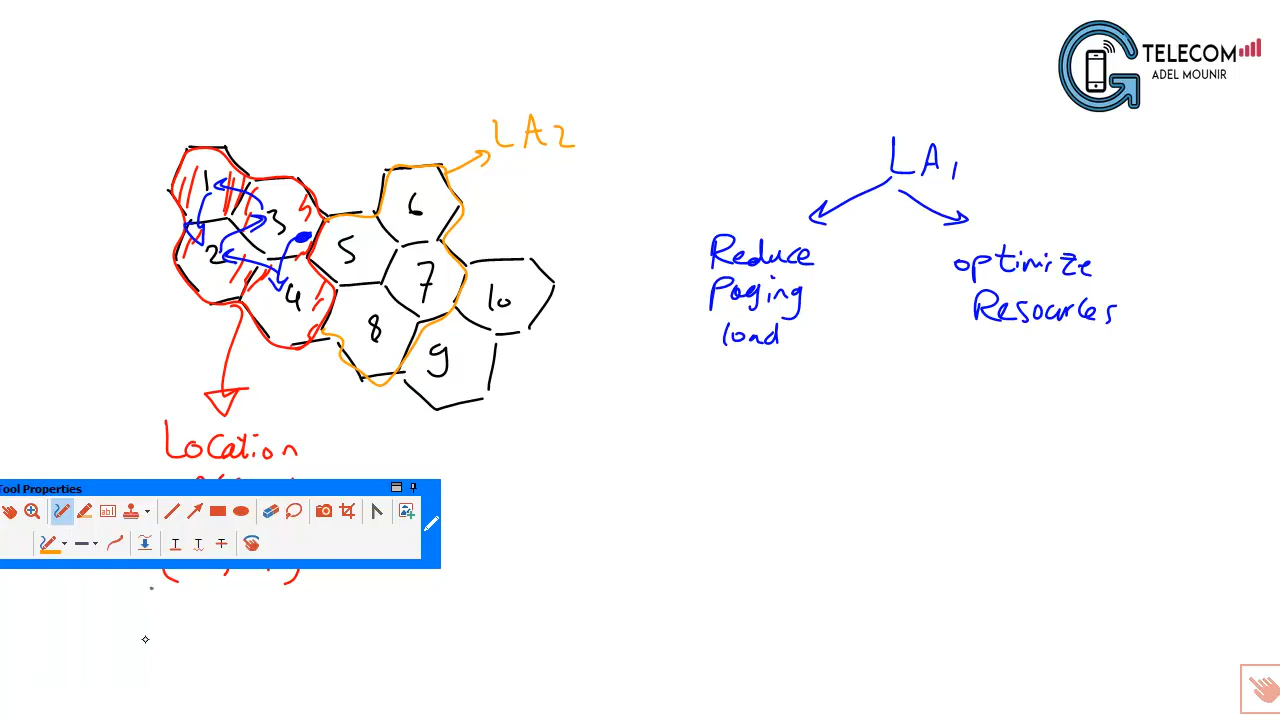 TELECOM
ADEL MOUNIR
LA2
LA1
1
3
2
4
5
6
7
8
9
10
Reduce
Paging
load
optimize
Resources
Location
Tool Properties
ab
T T T